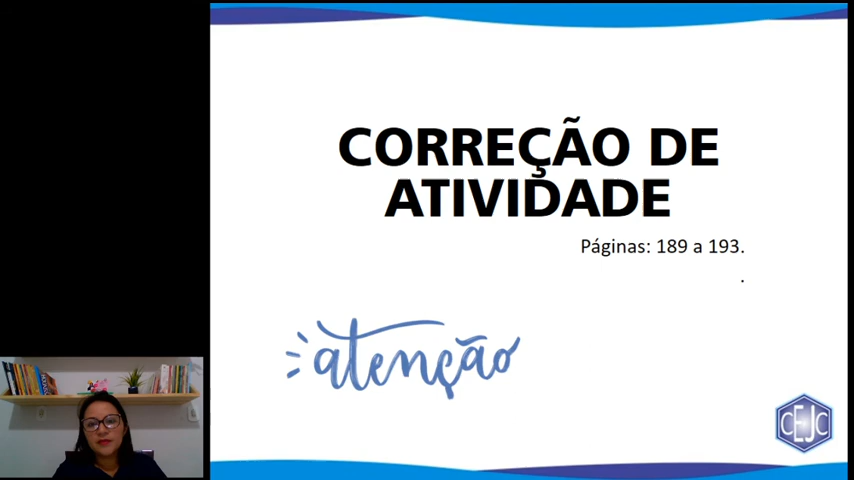 CORREÇÃO DE
ATIVIDADE
Páginas: 189 a 193.
.
atenção
CEJC